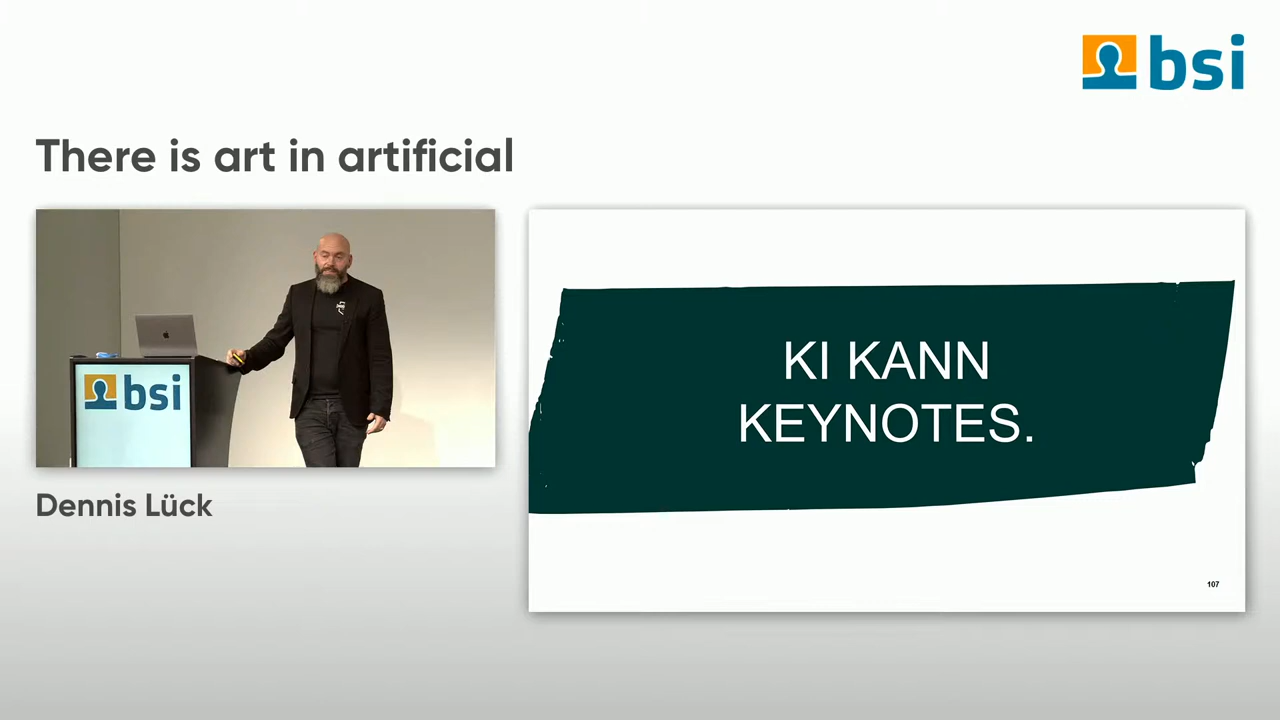 bsi
There is art in artificial
bsi
Dennis Lück
KI KANN
KEYNOTES.
107